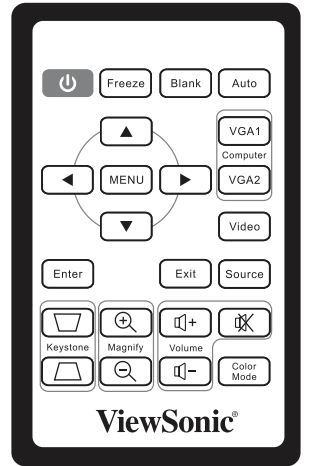 Freeze Blank Auto
VGA1
Computer
MENU VGA2
Video
Enter Exit Source
Keystone Magnify Volume
Color
Mode
ViewSonic®